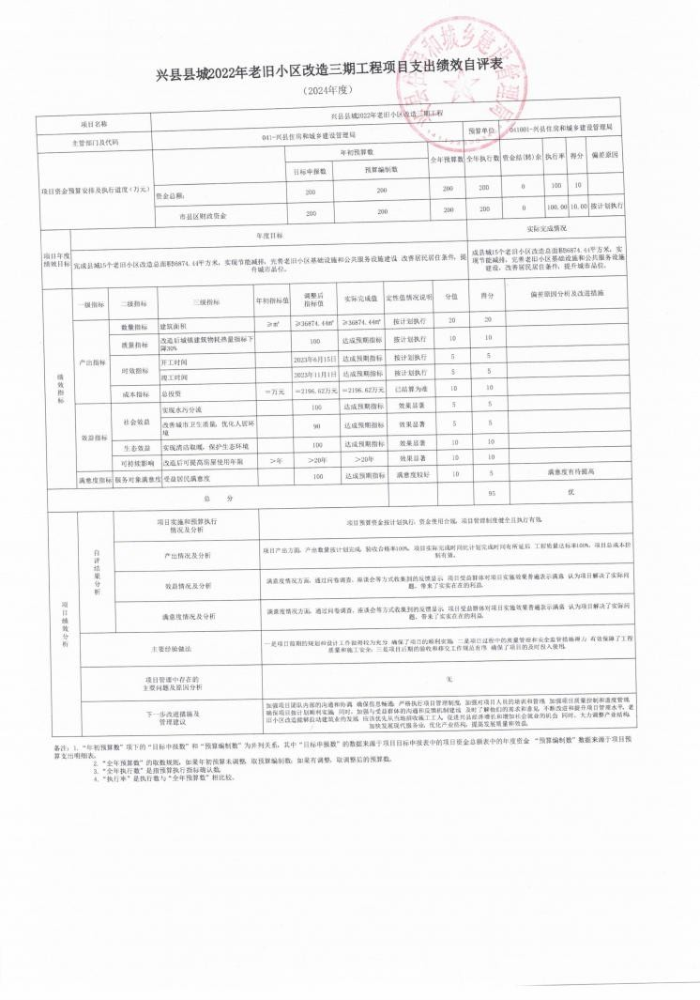 兴县县城2022年老旧小区改造三期工程项目支出绩效自评表
（2024年度）
项目名称 兴县县城2022年老旧小区改造三期工程
主管部门及代码 041-兴县住房和城乡建设管理局 预算单位 041001-兴县住房和城乡建设管理局
项目资金预算安排及执行进度（万元） 年初预算数 全年预算数 全年执行数 资金结（转）余 执行率 得分 偏差原因
目标申报数 预算编制数
资金总额： 200 200 200 200 0 100 10
市县区财政资金 200 200 200 200 0 100.00 10.00 按计划执行
项目年度绩效目标 年度目标 实际完成情况
完成县城15个老旧小区改造总面积36874.44平方米，实现节能减排，完善老旧小区基础设施和公共服务设施建设，改善居民居住条件，提
升城市品位。
成县城15个老旧小区改造总面积36874.44平方米，实
现节能减排，完善老旧小区基础设施和公共服务设施
建设，改善居民居住条件，提升城市品位。
绩效指标 一级指标 二级指标 三级指标 年初指标值 调整后指标值 实际完成值 定性值情况说明 分值 得分 偏差原因分析及改进措施
产出指标 数量指标 建筑面积 ≥㎡ ≥36874.44㎡ ≥36874.44㎡ 按计划执行 20 20
质量指标 改造后城镇建筑物耗热量指标下降30% 100 达成预期指标 按计划执行 10 10
时效指标 开工时间 2023年6月15日 达成预期指标 按计划执行 5 5
竣工时间 2023年11月1日 达成预期指标 按计划执行 5 5
成本指标 总投资 =万元 =2196.62万元 =2196.62万元 已结算为准 10 10
效益指标 社会效益 实现水污分流 100 达成预期指标 效果显著 5 5
改善城市卫生质量，优化人居环境 90 达成预期指标 效果显著 5 5
生态效益 实现清洁取暖，保护生态环境 100 达成预期指标 效果显著 10 10
可持续影响 改造后可提高房屋使用年限 >年 >20年 >20年 效果显著 10 10
满意度指标 服务对象满意度 受益居民满意度 100 达成预期指标 满意度较好 10 5 满意度有待提高
总 分 95 优
项目绩效分析 自评结果分析 项目实施和预算执行情况及分析 项目预算资金按计划执行，资金使用合规，项目管理制度健全且执行有效。
产出情况及分析 项目产出方面，产出数量按计划完成，验收合格率100%，项目实际完成时间比计划完成时间有所延后，工程质量达标率100%，项目总成本控
制有效。
效益情况及分析 满意度情况方面，通过问卷调查、座谈会等方式收集到的反馈显示，项目受益群体对项目实施效果普遍表示满意，认为项目解决了实际问
题，带来了实实在在的利益。
满意度情况及分析 满意度情况方面，通过问卷调查、座谈会等方式收集到的反馈显示，项目受益群体对项目实施效果普遍表示满意，认为项目解决了实际问
题，带来了实实在在的利益。
主要经验做法 一是项目前期的规划和设计工作做得较为充分，确保了项目的顺利实施；二是项目过程中的质量管理和安全监管措施得力，有效保障了工程
质量和施工安全；三是项目后期的验收和移交工作规范有序，确保了项目的及时投入使用。
项目管理中存在的主要问题及原因分析 无
下一步改进措施及管理建议 加强项目团队内部的沟通和协调，确保信息畅通，严格执行项目管理制度，加强对项目人员的培训和管理，加强项目质量控制和进度管理，
确保项目按计划顺利实施，同时，加强与受益群体的沟通和反馈机制建设，及时了解他们的需求和意见，不断改进和提升项目管理水平，老
旧小区改造能够拉动建筑业的发展，应该优先从当地招收施工工人，促进兴县经济增长和增加社会就业的机会，同时，大力调整产业结构，
加快发展现代服务业，优化产业结构，提高发展质量和效益。
备注：1.“年初预算数”项下的“目标申报数”和“预算编制数”为并列关系，其中“目标申报数”的数据来源于项目目标申报表中的项目资金总额表中的年度资金，“预算编制数”数据来源于项目预
算支出明细表。
2.“全年预算数”的取数规则，如果年初预算未调整，取预算编制数；如果有调整，取调整后的预算数。
3.“全年执行数”是指预算执行指标确认数。
4.“执行率”是执行数与“全年预算数”相比较。